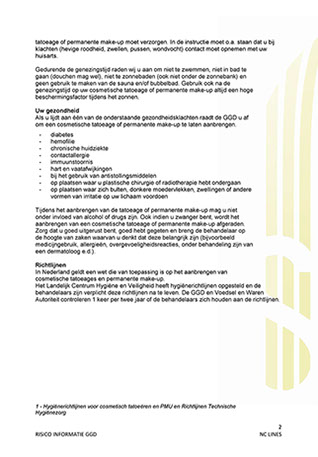 tatoeage of permanente make-up moet verzorgen. In de instructie moet o.a. staan dat u bij
klachten (hevige roodheid, zwellen, pussen, wondvocht) contact moet opnemen met uw
huisarts.
Gedurende de genezingstijd raden wij u aan om niet te zwemmen, niet in bad te
gaan (douchen mag wel), niet te zonnebaden (ook niet onder de zonnebank) en
geen gebruik te maken van de sauna en/of bubbelbad. Gebruik ook na de
genezingstijd op uw cosmetische tatoeage of permanente make-up altijd een hoge
beschermingsfactor tijdens het zonnen.
Uw gezondheid
Als u lijdt aan één van de onderstaande gezondheidsklachten raadt de GGD u af
om een cosmetische tatoeage of permanente make-up te laten aanbrengen.
- diabetes
- hemofilie
- chronische huidziekte
- contactallergie
- immuunstoornis
- hart en vaatafwijkingen
- bij het gebruik van antistollingsmiddelen
- op plaatsen waar u plastische chirurgie of radiotherapie hebt ondergaan
- op plaatsen waar zich bulten, donkere moedervlekken, zwellingen of andere
vormen van irritatie op uw lichaam voordoen
Tijdens het aanbrengen van de tatoeage of permanente make-up mag u niet
onder invloed van alcohol of drugs zijn. Ook indien u zwanger bent, wordt het
aanbrengen van een cosmetische tatoeage of permanente make-up afgeraden.
Zorg dat u goed uitgerust bent, goed hebt gegeten en breng de behandelaar op
de hoogte van zaken waarvan u denkt dat deze belangrijk zijn (bijvoorbeeld
medicijngebruik, allergieën, overgevoeligheidsreacties, onder behandeling zijn van
een dermatoloog e.d.).
Richtlijnen
In Nederland geldt een wet die van toepassing is op het aanbrengen van
cosmetische tatoeages en permanente make-up.
Het Landelijk Centrum Hygiëne en Veiligheid heeft hygiënerichtlijnen opgesteld en de
behandelaars zijn verplicht deze richtlijnen na te leven. De GGD en Voedsel en Waren
Autoriteit controleren 1 keer per twee jaar of de behandelaars zich houden aan de richtlijnen.
1 - Hygiënerichtlijnen voor cosmetisch tatoeëren en PMU en Richtlijnen Technische
Hygiënezorg
2
RISICO INFORMATIE GGD NC LINES